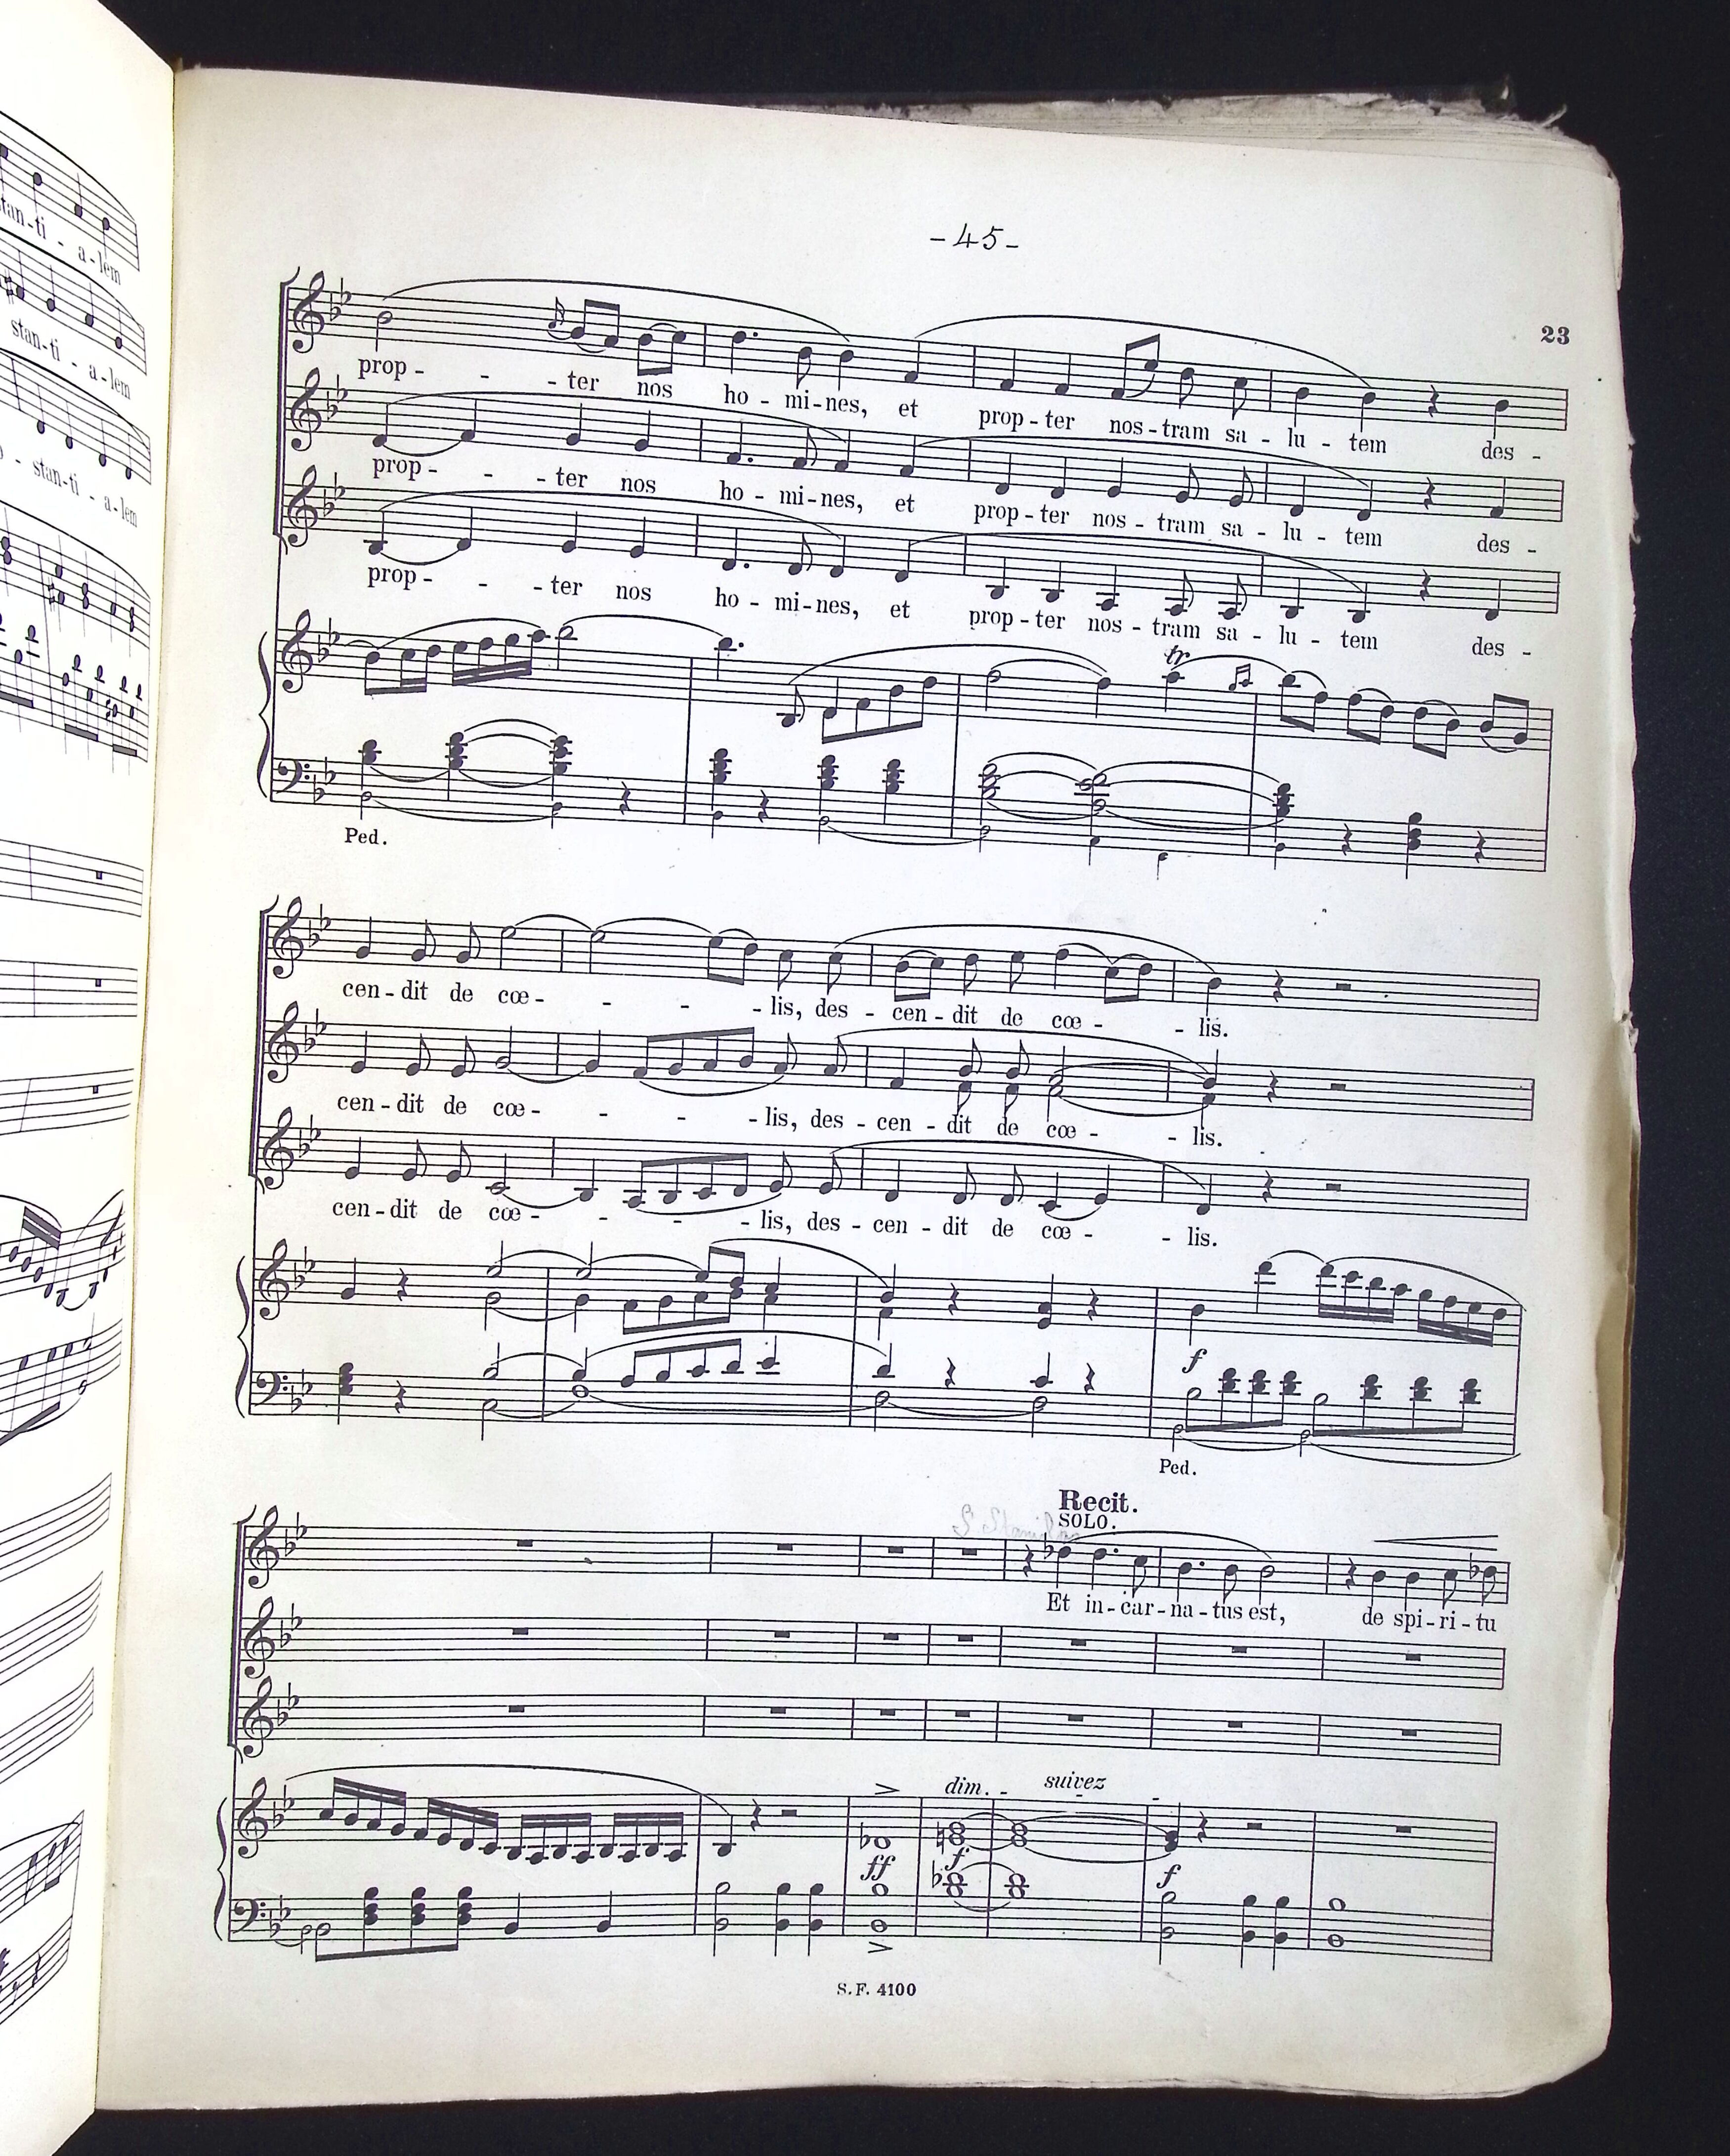 -45-
23
tan-ti - a-lem
stan-ti - a-lem
stan-ti - a-lem
prop - - - ter nos ho - mi-nes, et prop - ter nos - tram sa - lu - tem des -
prop - - - ter nos ho - mi-nes, et prop - ter nos - tram sa - lu - tem des -
prop - - - ter nos ho - mi-nes, et prop - ter nos - tram sa - lu - tem des -
tr
Ped.
cen - dit de cœ - - - - lis, des - cen - dit de cœ - - lis.
cen - dit de cœ - - - - lis, des - cen - dit de cœ - - lis.
cen - dit de cœ - - - - lis, des - cen - dit de cœ - - lis.
f
Ped.
Recit.
SOLO.
Et in - car - na - tus est, de spi - ri - tu
dim. - - -
suivez
ff f f
S.F. 4100